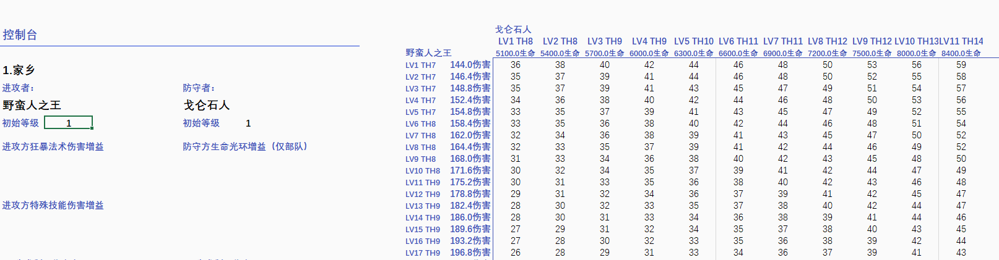 控制台
1.家乡
进攻者: 防守者:
野蛮人之王 戈仑石人
初始等级 1 初始等级 1
进攻方狂暴法术伤害增益 防守方生命光环增益（仅部队）
进攻方特殊技能伤害增益
戈仑石人
LV1 TH8 LV2 TH8 LV3 TH9 LV4 TH9 LV5 TH10 LV6 TH11 LV7 TH11 LV8 TH12 LV9 TH12 LV10 TH13 LV11 TH14
野蛮人之王 5100.0生命 5400.0生命 5700.0生命 6000.0生命 6300.0生命 6600.0生命 6900.0生命 7200.0生命 7500.0生命 8000.0生命 8400.0生命
LV1 TH7 144.0伤害 36 38 40 42 44 46 48 50 53 56 59
LV2 TH7 146.4伤害 35 37 39 41 44 46 48 50 52 55 58
LV3 TH7 148.8伤害 35 37 39 41 43 45 47 49 51 54 57
LV4 TH7 152.4伤害 34 36 38 40 42 44 46 48 50 53 56
LV5 TH7 154.8伤害 33 35 37 39 41 43 45 47 49 52 55
LV6 TH8 158.4伤害 33 35 36 38 40 42 44 46 48 51 54
LV7 TH8 162.0伤害 32 34 36 38 39 41 43 45 47 50 52
LV8 TH8 164.4伤害 32 33 35 37 39 41 42 44 46 49 52
LV9 TH8 168.0伤害 31 33 34 36 38 40 42 43 45 48 50
LV10 TH8 171.6伤害 30 32 34 35 37 39 41 42 44 47 49
LV11 TH9 175.2伤害 30 31 33 35 36 38 40 42 43 46 48
LV12 TH9 178.8伤害 29 31 32 34 36 37 39 41 42 45 47
LV13 TH9 182.4伤害 28 30 32 33 35 37 38 40 42 44 47
LV14 TH9 186.0伤害 28 30 31 33 34 36 38 39 41 44 46
LV15 TH9 189.6伤害 27 29 31 32 34 35 37 38 40 43 45
LV16 TH9 193.2伤害 27 28 30 32 33 35 36 38 39 42 44
LV17 TH9 196.8伤害 26 28 29 31 33 34 36 37 39 41 43